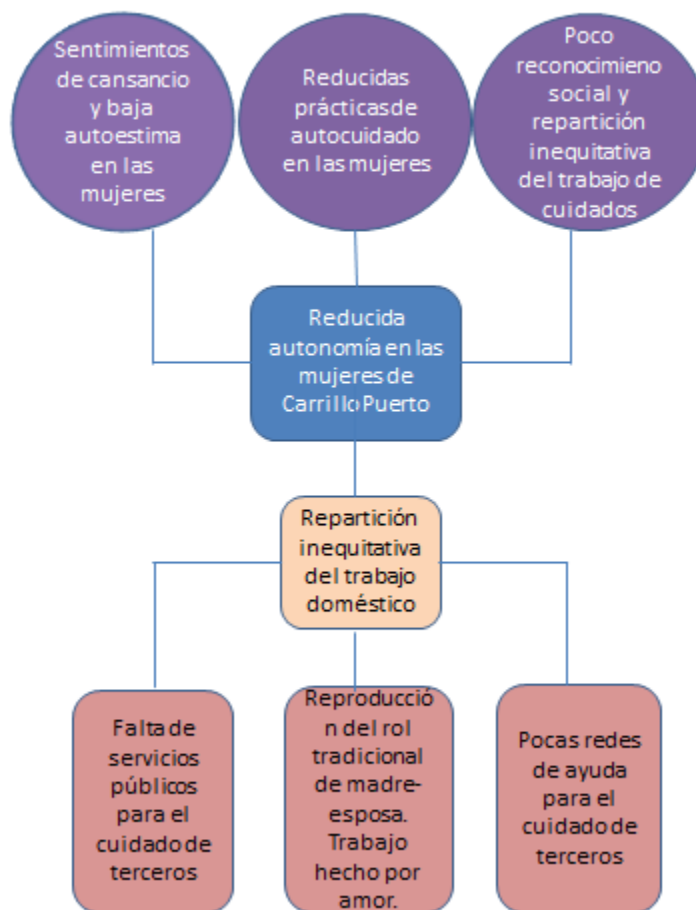 Sentimientos
de cansancio
y baja
autoestima
en las
mujeres
Reducidas
prácticas de
autocuidado
en las mujeres
Poco
reconocimieno
social y
repartición
inequitativa
del trabajo de
cuidados
Reducida
autonomía en las
mujeres de
Carrillo Puerto
Repartición
inequitativa
del trabajo
doméstico
Falta de
servicios
públicos
para el
cuidado de
terceros
Reproducció
n del rol
tradicional
de madre-
esposa.
Trabajo
hecho por
amor.
Pocas redes
de ayuda
para el
cuidado de
terceros